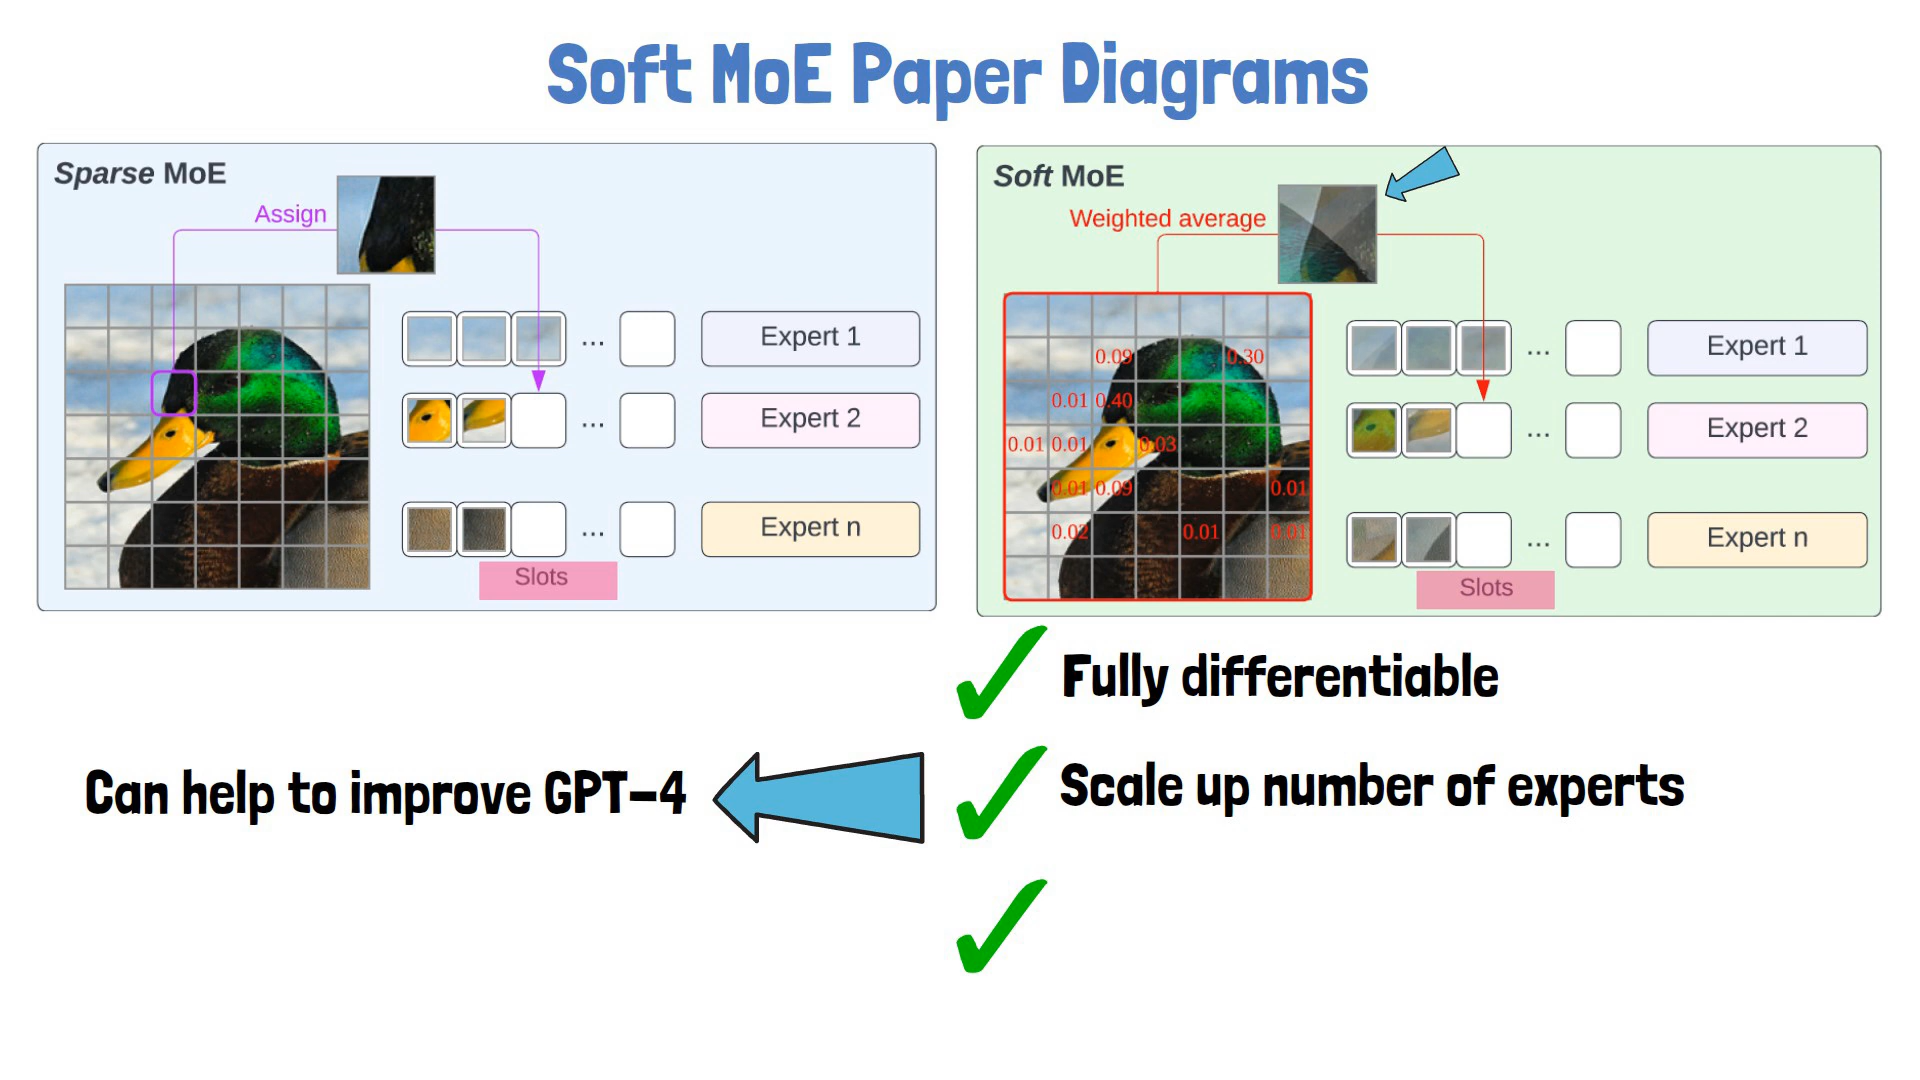 Soft MoE Paper Diagrams
Sparse MoE
Assign
...
Expert 1
...
Expert 2
...
Expert n
Slots
Soft MoE
Weighted average
0.09 0.30
0.01 0.40
0.01 0.01 0.03
0.01 0.09 0.01
0.02 0.01 0.01
...
Expert 1
...
Expert 2
...
Expert n
Slots
Fully differentiable
Can help to improve GPT-4
Scale up number of experts